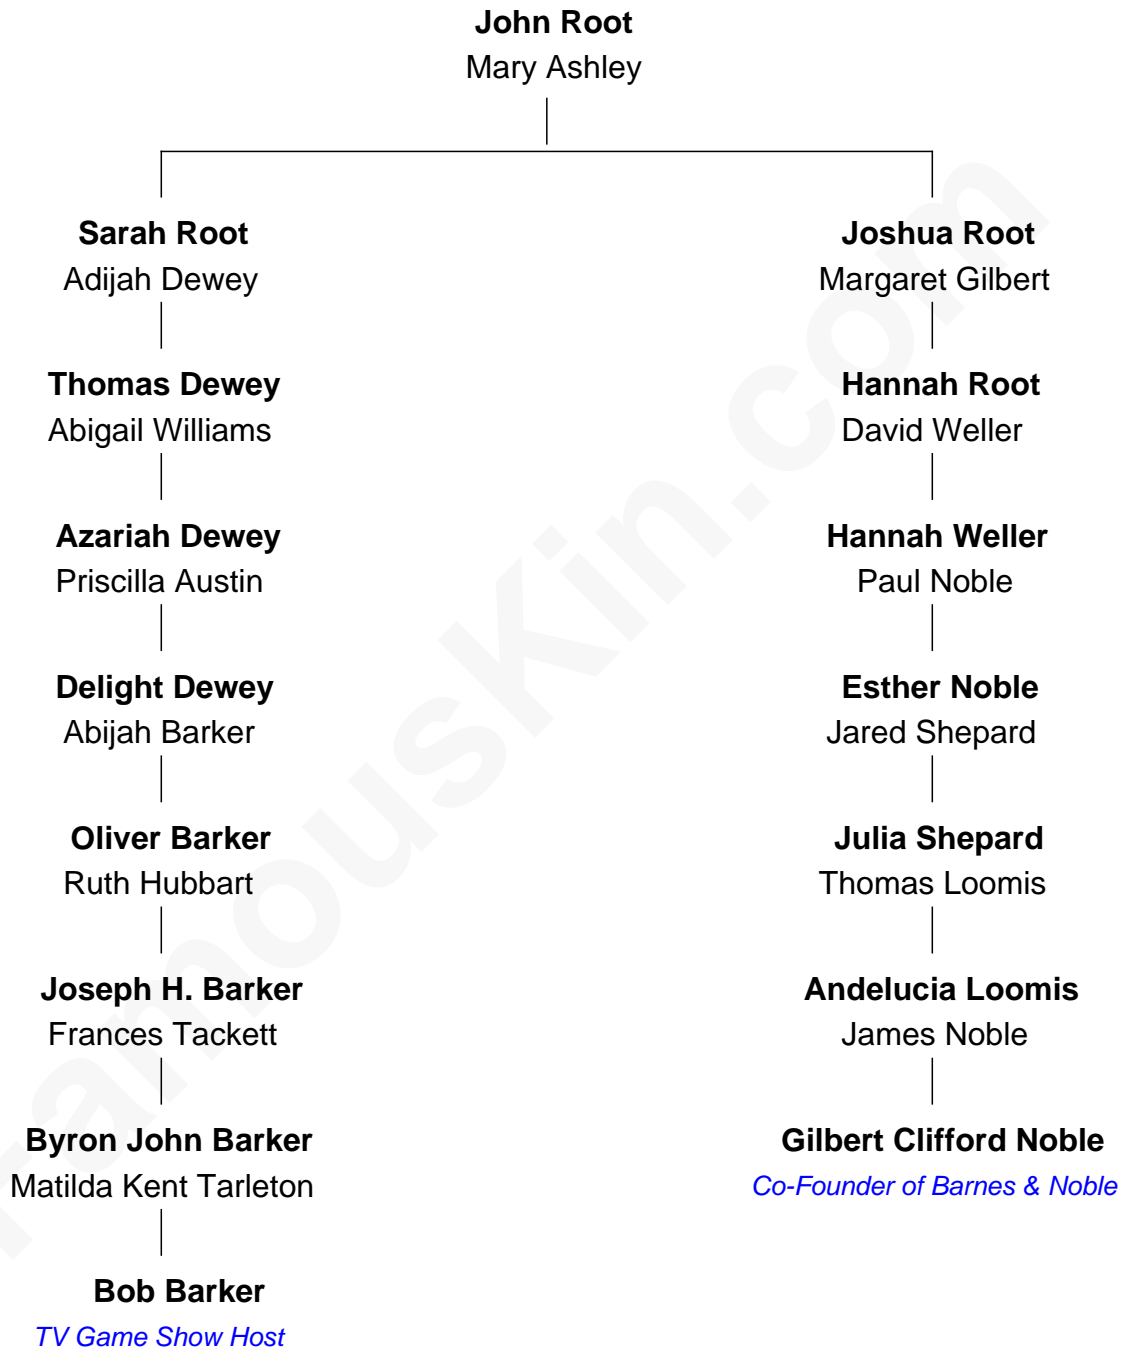 John Root
Mary Ashley
Sarah Root
Adijah Dewey
Joshua Root
Margaret Gilbert
Thomas Dewey
Abigail Williams
Hannah Root
David Weller
Azariah Dewey
Priscilla Austin
Hannah Weller
Paul Noble
Delight Dewey
Abijah Barker
Esther Noble
Jared Shepard
Oliver Barker
Ruth Hubbart
Julia Shepard
Thomas Loomis
Joseph H. Barker
Frances Tackett
Andelucia Loomis
James Noble
Byron John Barker
Matilda Kent Tarleton
Gilbert Clifford Noble
Co-Founder of Barnes & Noble
Bob Barker
TV Game Show Host
FamousKin.com